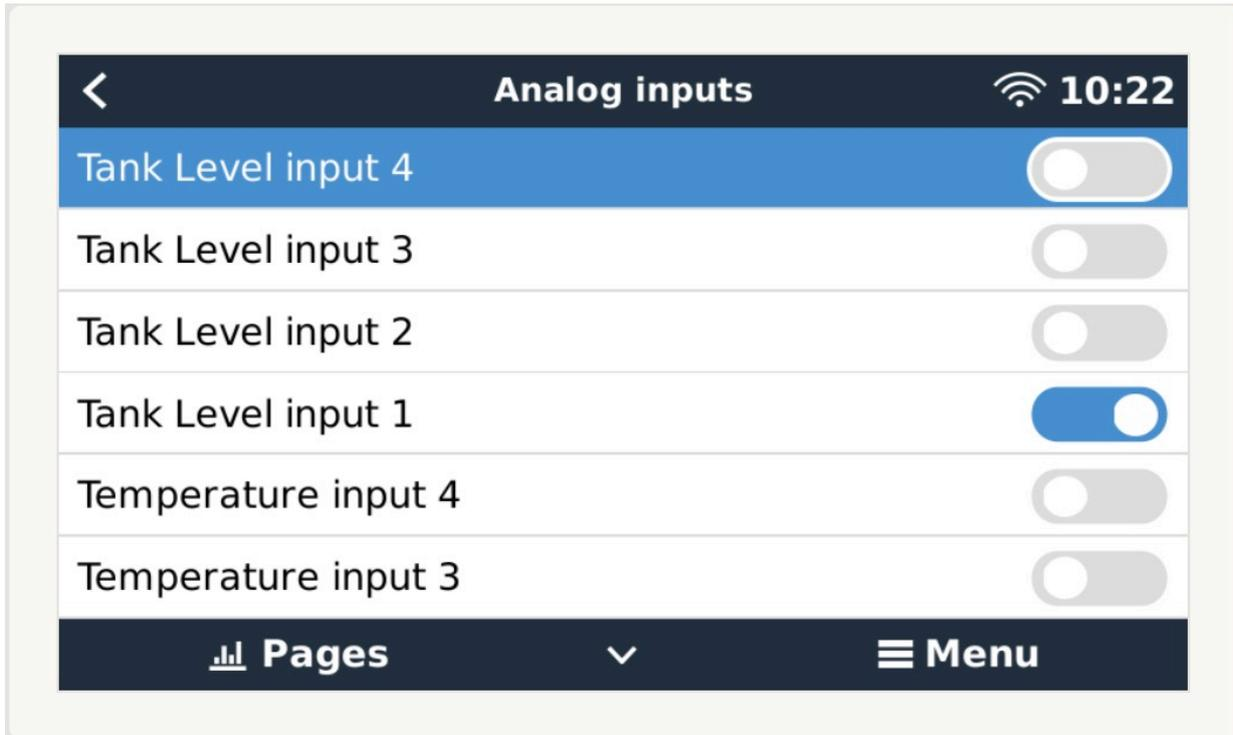 Analog inputs 10:22
Tank Level input 4
Tank Level input 3
Tank Level input 2
Tank Level input 1
Temperature input 4
Temperature input 3
Pages Menu